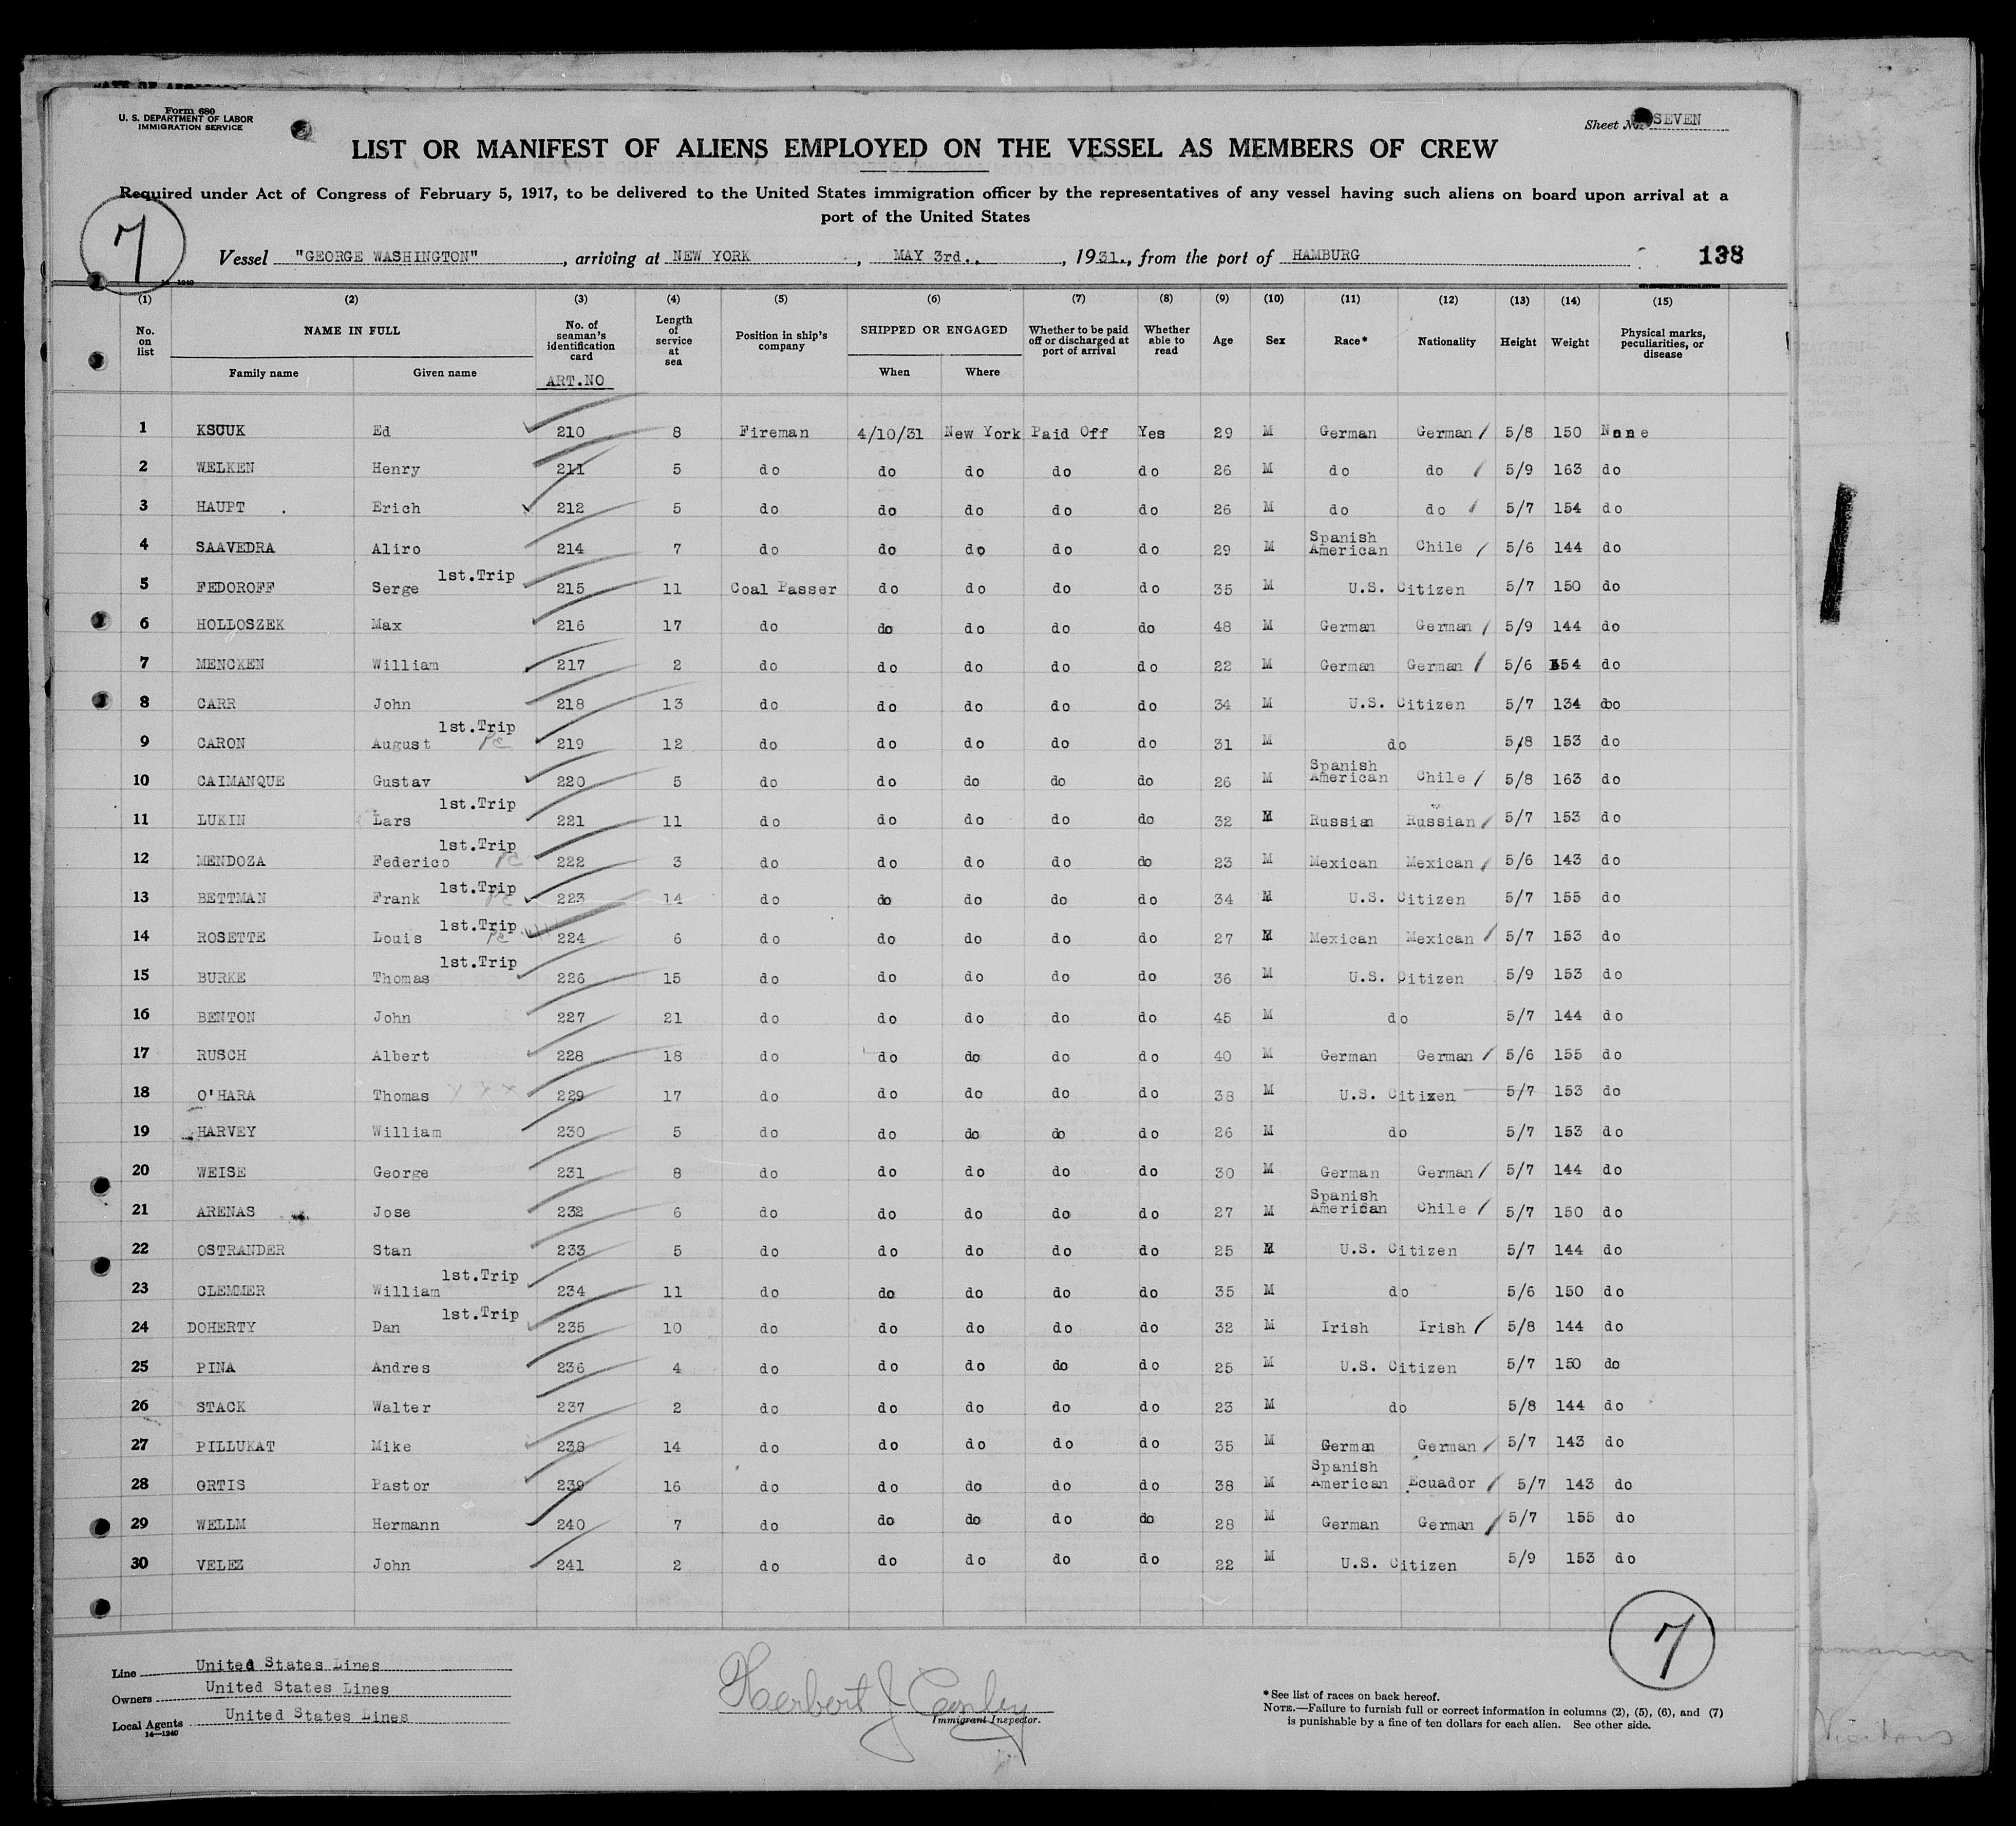 Form 680
U. S. DEPARTMENT OF LABOR
IMMIGRATION SERVICE
Sheet No. SEVEN
LIST OR MANIFEST OF ALIENS EMPLOYED ON THE VESSEL AS MEMBERS OF CREW
Required under Act of Congress of February 5, 1917, to be delivered to the United States immigration officer by the representatives of any vessel having such aliens on board upon arrival at a
port of the United States
7
Vessel "GEORGE WASHINGTON", arriving at NEW YORK, MAY 3rd., 1931., from the port of HAMBURG 138
(1) (2) (3) (4) (5) (6) (7) (8) (9) (10) (11) (12) (13) (14) (15)
No. on list NAME IN FULL Family name Given name No. of seaman's identification card ART.NO Length of service at sea Position in ship's company SHIPPED OR ENGAGED When Where Whether to be paid off or discharged at port of arrival Whether able to read Age Sex Race* Nationality Height Weight Physical marks, peculiarities, or disease
1 KSUUK Ed 210 8 Fireman 4/10/31 New York Paid Off Yes 29 M German German / 5/8 150 None
2 WELKEN Henry 211 5 do do do do do 26 M do do / 5/9 163 do
3 HAUPT . Erich 212 5 do do do do do 26 M do do / 5/7 154 do
4 SAAVEDRA Aliro 214 7 do do do do do 29 M Spanish American Chile / 5/6 144 do
5 FEDOROFF Serge 1st.Trip 215 11 Coal Passer do do do do 35 M U.S. Citizen 5/7 150 do
6 HOLLOSZEK Max 216 17 do do do do do 48 M German German / 5/9 144 do
7 MENCKEN William 217 2 do do do do do 22 M German German / 5/6 154 do
8 CARR John 218 13 do do do do do 34 M U.S. Citizen 5/7 134 do
9 CARON August 1st.Trip PC 219 12 do do do do do 31 M do 5/8 153 do
10 CAIMANQUE Gustav 220 5 do do do do do 26 M Spanish American Chile / 5/8 163 do
11 LUKIN Lars 1st.Trip 221 11 do do do do do 32 M Russian Russian / 5/7 153 do
12 MENDOZA Federico 1st.Trip PC 222 3 do do do do do 23 M Mexican Mexican / 5/6 143 do
13 BETTMAN Frank 1st.Trip PC 223 14 do do do do do 34 M U.S. Citizen 5/7 155 do
14 ROSETTE Louis 1st.Trip PC 224 6 do do do do do 27 M Mexican Mexican / 5/7 153 do
15 BURKE Thomas 1st.Trip 226 15 do do do do do 36 M U.S. Citizen 5/9 153 do
16 BENTON John 227 21 do do do do do 45 M do 5/7 144 do
17 RUSCH Albert 228 18 do do do do do 40 M German German / 5/6 155 do
18 O'HARA Thomas 229 17 do do do do do 38 M U.S. Citixen 5/7 153 do
19 HARVEY William 230 5 do do do do do 26 M do 5/7 153 do
20 WEISE George 231 8 do do do do do 30 M German German / 5/7 144 do
21 ARENAS Jose 232 6 do do do do do 27 M Spanish American Chile / 5/7 150 do
22 OSTRANDER Stan 233 5 do do do do do 25 M U.S. Citizen 5/7 144 do
23 CLEMMER William 1st.Trip 234 11 do do do do do 35 M do 5/6 150 do
24 DOHERTY Dan 1st.Trip 235 10 do do do do do 32 M Irish Irish / 5/8 144 do
25 PINA Andres 236 4 do do do do do 25 M U.S. Citizen 5/7 150 do
26 STACK Walter 237 2 do do do do do 23 M do 5/8 144 do
27 PILLUKAT Mike 238 14 do do do do do 35 M German German / 5/7 143 do
28 ORTIS Pastor 239 16 do do do do do 38 M Spanish American Ecuador / 5/7 143 do
29 WELLM Hermann 240 7 do do do do do 28 M German German / 5/7 155 do
30 VELEZ John 241 2 do do do do do 22 M U.S. Citizen 5/9 153 do
7
Line United States Lines
Owners United States Lines
Local Agents United States Lines
14—1240
Herbert J Conley
Immigrant Inspector.
*See list of races on back hereof.
NOTE.—Failure to furnish full or correct information in columns (2), (5), (6), and (7)
is punishable by a fine of ten dollars for each alien. See other side.